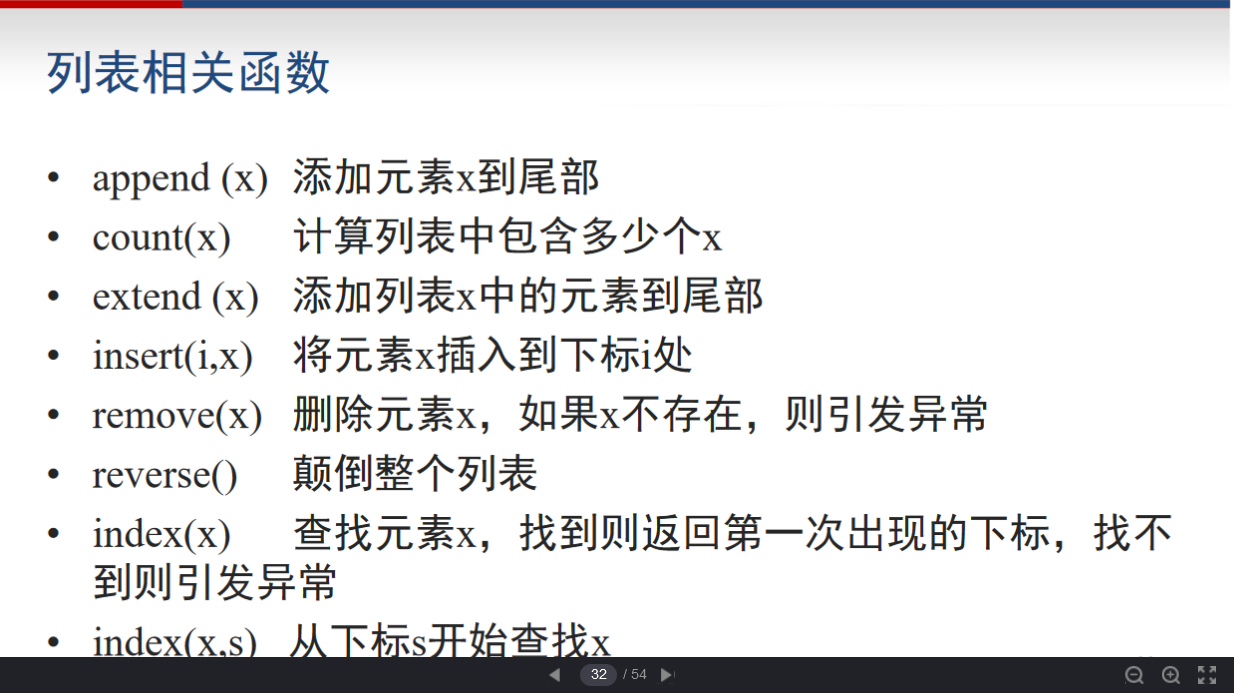 列表相关函数
• append (x) 添加元素x到尾部
• count(x) 计算列表中包含多少个x
• extend (x) 添加列表x中的元素到尾部
• insert(i,x) 将元素x插入到下标i处
• remove(x) 删除元素x，如果x不存在，则引发异常
• reverse() 颠倒整个列表
• index(x) 查找元素x，找到则返回第一次出现的下标，找不
到则引发异常
• index(x,s) 从下标s开始查找x
32 / 54